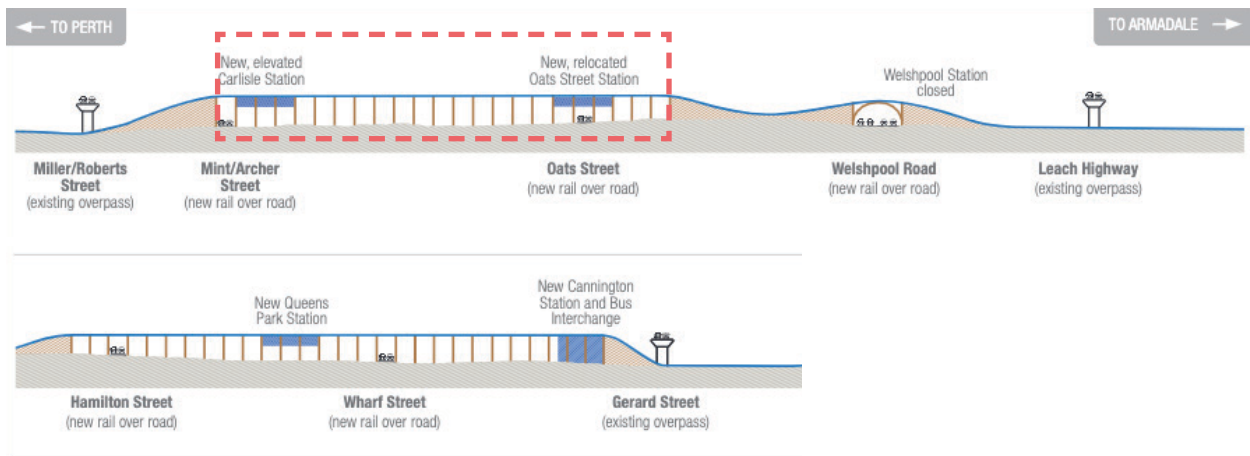 TO PERTH
TO ARMADALE
New, elevated
Carlisle Station
New, relocated
Oats Street Station
Welshpool Station
closed
Miller/Roberts
Street
(existing overpass)
Mint/Archer
Street
(new rail over road)
Oats Street
(new rail over road)
Welshpool Road
(new rail over road)
Leach Highway
(existing overpass)
New Queens
Park Station
New Cannington
Station and Bus
Interchange
Hamilton Street
(new rail over road)
Wharf Street
(new rail over road)
Gerard Street
(existing overpass)